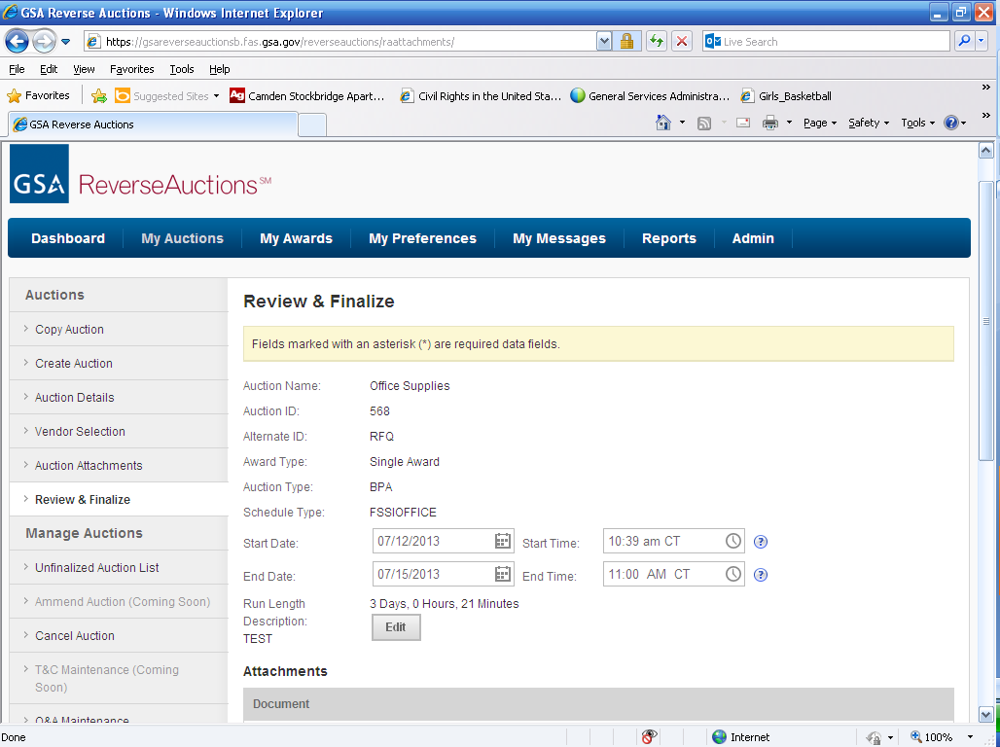 GSA Reverse Auctions - Windows Internet Explorer
https://gsareverseauctionsb.fas.gsa.gov/reverseauctions/raattachments/
Live Search
File Edit View Favorites Tools Help
Favorites Suggested Sites Camden Stockbridge Apart... Civil Rights in the United Sta... General Services Administra... Girls_Basketball
GSA Reverse Auctions
Page Safety Tools
GSA ReverseAuctions SM
Dashboard My Auctions My Awards My Preferences My Messages Reports Admin
Auctions
Copy Auction
Create Auction
Auction Details
Vendor Selection
Auction Attachments
Review & Finalize
Manage Auctions
Unfinalized Auction List
Ammend Auction (Coming Soon)
Cancel Auction
T&C Maintenance (Coming
Soon)
Q&A Maintenance
Review & Finalize
Fields marked with an asterisk (*) are required data fields.
Auction Name: Office Supplies
Auction ID: 568
Alternate ID: RFQ
Award Type: Single Award
Auction Type: BPA
Schedule Type: FSSIOFFICE
Start Date: 07/12/2013 Start Time: 10:39 am CT
End Date: 07/15/2013 End Time: 11:00 AM CT
Run Length 3 Days, 0 Hours, 21 Minutes
Description:
TEST
Edit
Attachments
Document
Done Internet 100%